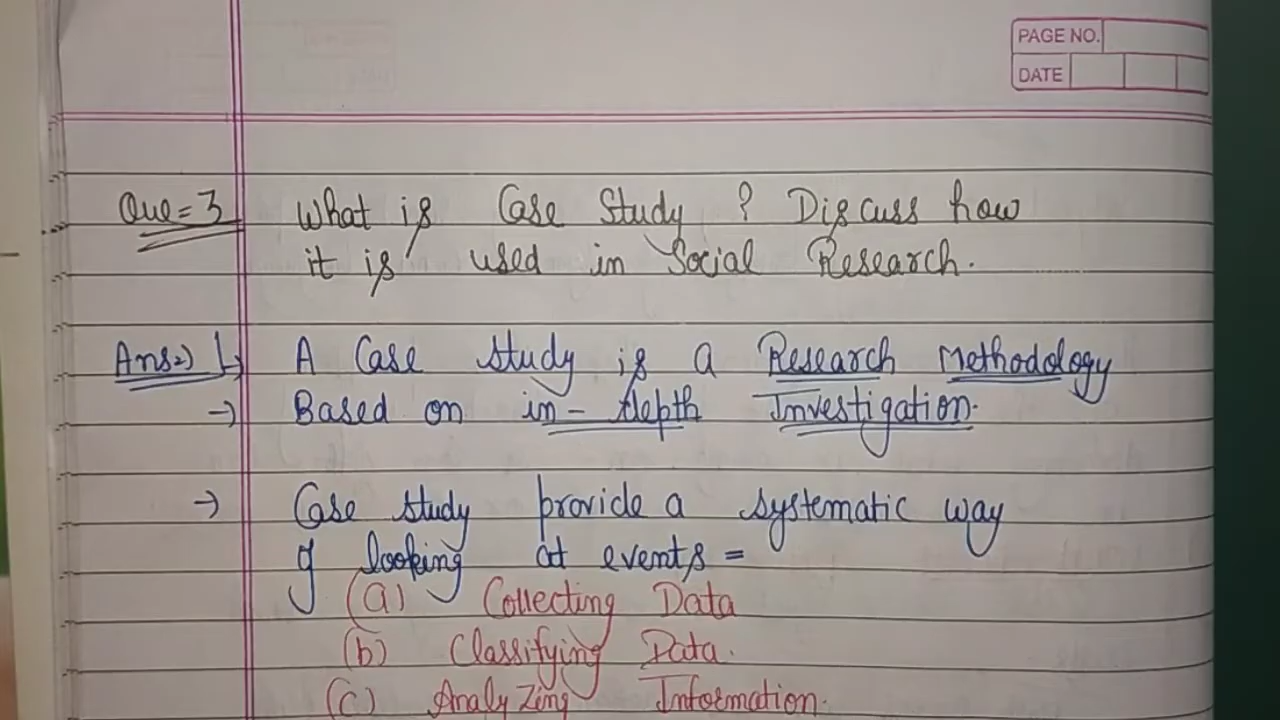 PAGE NO.
DATE
Que = 3 What is Case Study ? Discuss how
it is used in Social Research.
Ans → A Case study is a Research Methodology
→ Based on in-depth Investigation.
→ Case study provide a systematic way
of looking at events =
(a) Collecting Data
(b) Classifying Data.
(c) Analyzing Information.